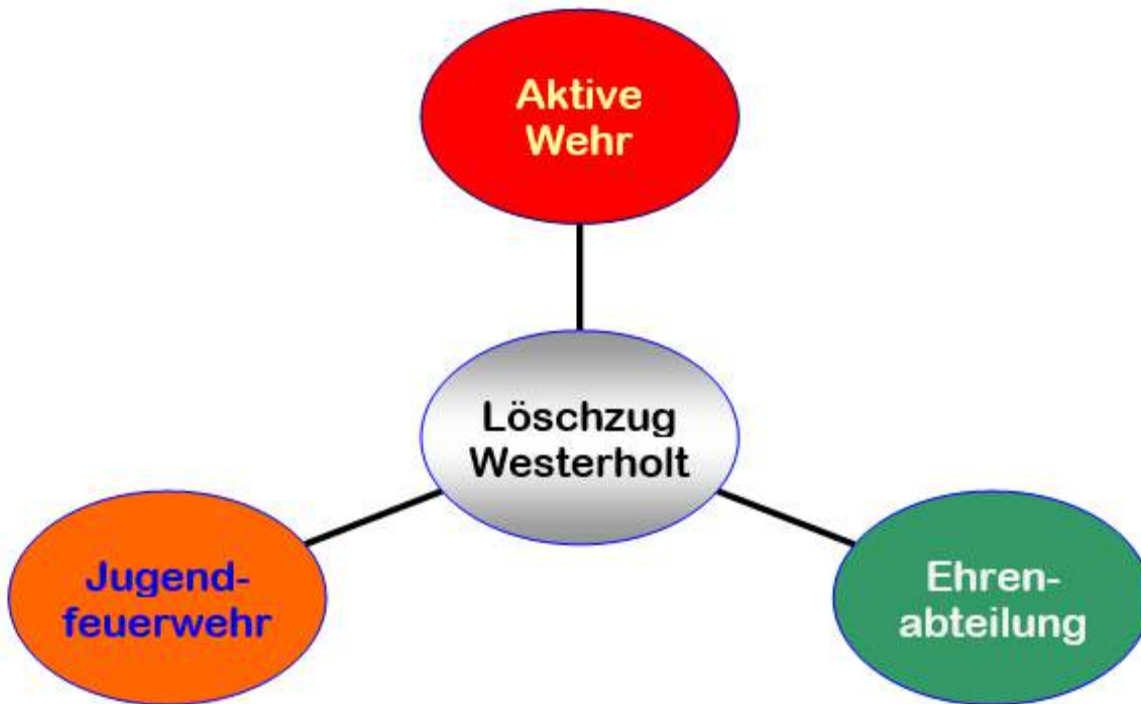 Aktive
Wehr
Löschzug
Westerholt
Jugend-
feuerwehr
Ehren-
abteilung